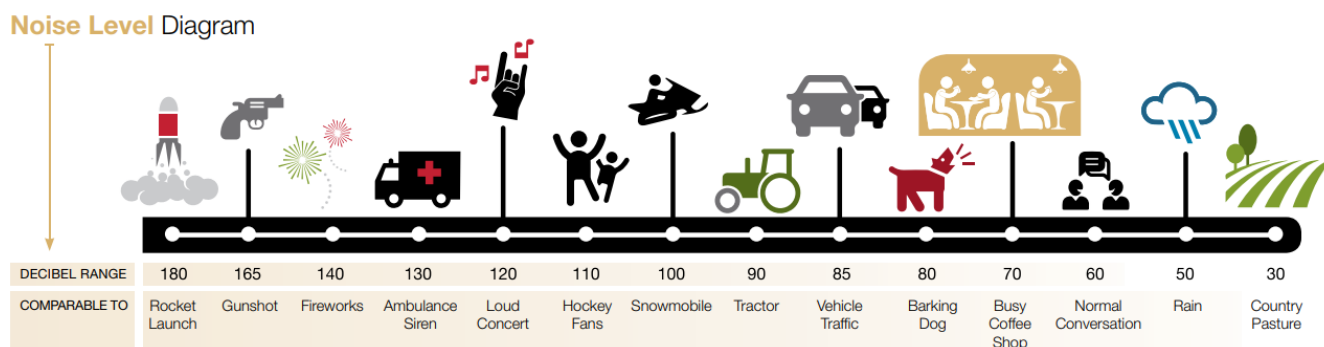 Noise Level Diagram
DECIBEL RANGE 180 165 140 130 120 110 100 90 85 80 70 60 50 30
COMPARABLE TO Rocket Launch Gunshot Fireworks Ambulance Siren Loud Concert Hockey Fans Snowmobile Tractor Vehicle Traffic Barking Dog Busy Coffee Shop Normal Conversation Rain Country Pasture